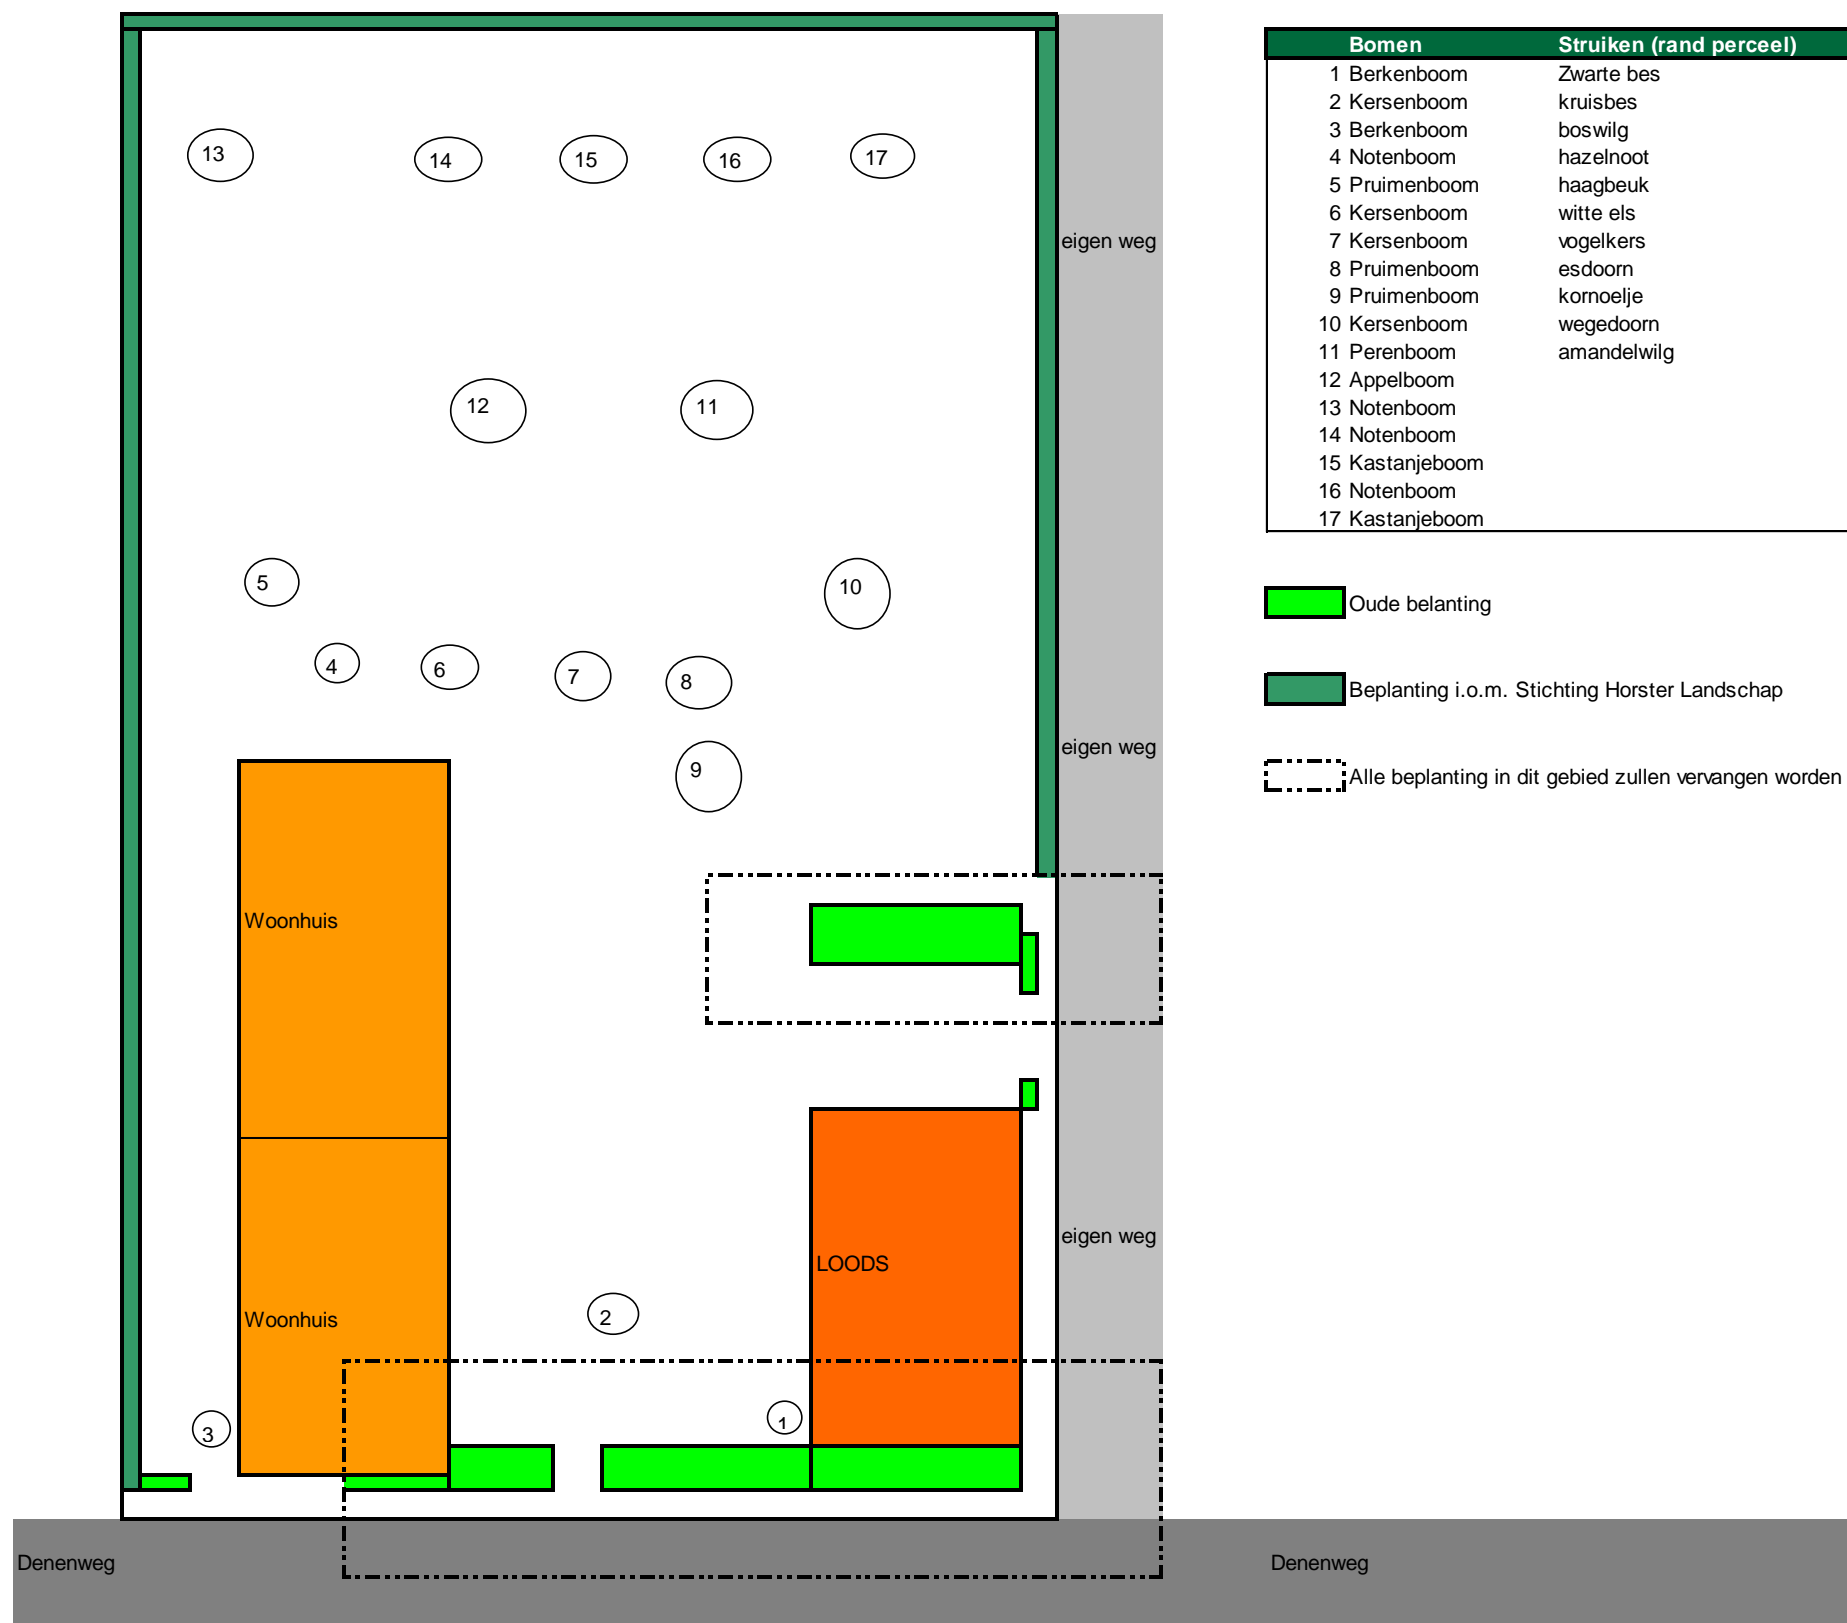 Bomen Struiken (rand perceel)
1 Berkenboom Zwarte bes
2 Kersenboom kruisbes
3 Berkenboom boswilg
4 Notenboom hazelnoot
5 Pruimenboom haagbeuk
6 Kersenboom witte els
7 Kersenboom vogelkers
8 Pruimenboom esdoorn
9 Pruimenboom kornoelje
10 Kersenboom wegedoorn
11 Perenboom amandelwilg
12 Appelboom
13 Notenboom
14 Notenboom
15 Kastanjeboom
16 Notenboom
17 Kastanjeboom
Oude belanting
Beplanting i.o.m. Stichting Horster Landschap
Alle beplanting in dit gebied zullen vervangen worden
13 14 15 16 17
eigen weg
12 11
5 10
4 6 7 8
eigen weg
9
Woonhuis
eigen weg
LOODS
2
Woonhuis
1
3
Denenweg Denenweg